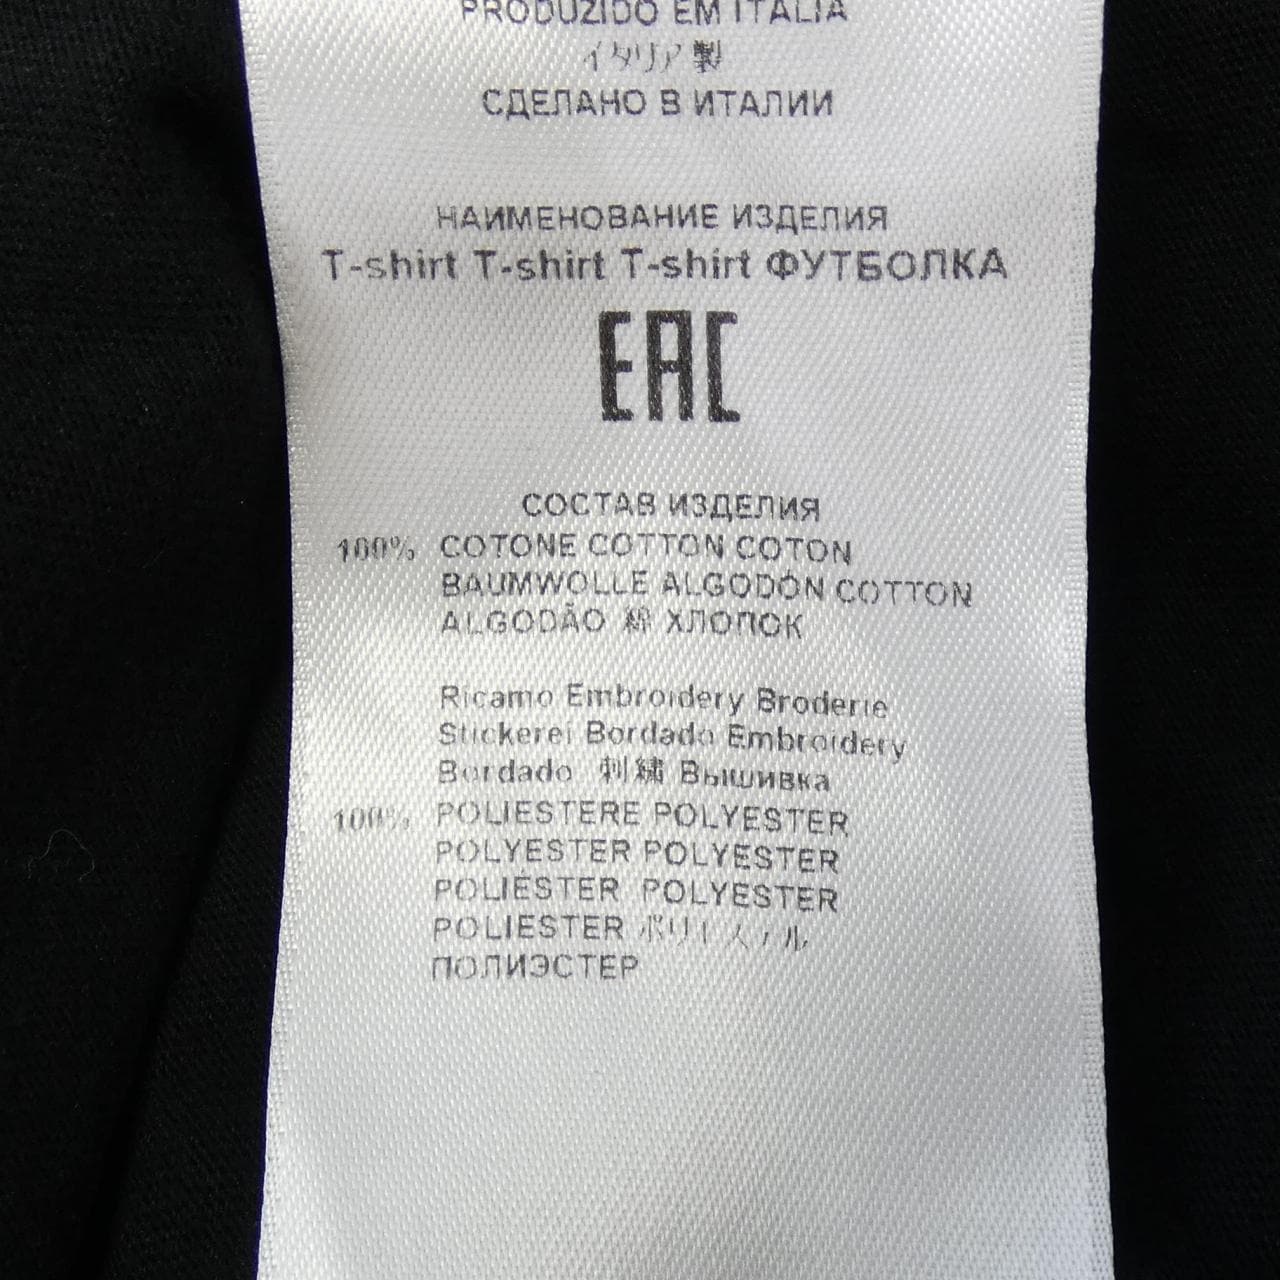 PRODUZIDO EM ITALIA
イタリア製
СДЕЛАНО В ИТАЛИИ
НАИМЕНОВАНИЕ ИЗДЕЛИЯ
T-shirt T-shirt T-shirt ФУТБОЛКА
EAC
СОСТАВ ИЗДЕЛИЯ
100% COTONE COTTON COTON
BAUMWOLLE ALGODÓN COTTON
ALGODÃO 綿 ХЛОПОК
Ricamo Embroidery Broderie
Stickerei Bordado Embroidery
Bordado 刺繍 Вышивка
100% POLIESTERE POLYESTER
POLYESTER POLYESTER
POLIÉSTER POLYESTER
POLIESTER ポリエステル
ПОЛИЭСТЕР